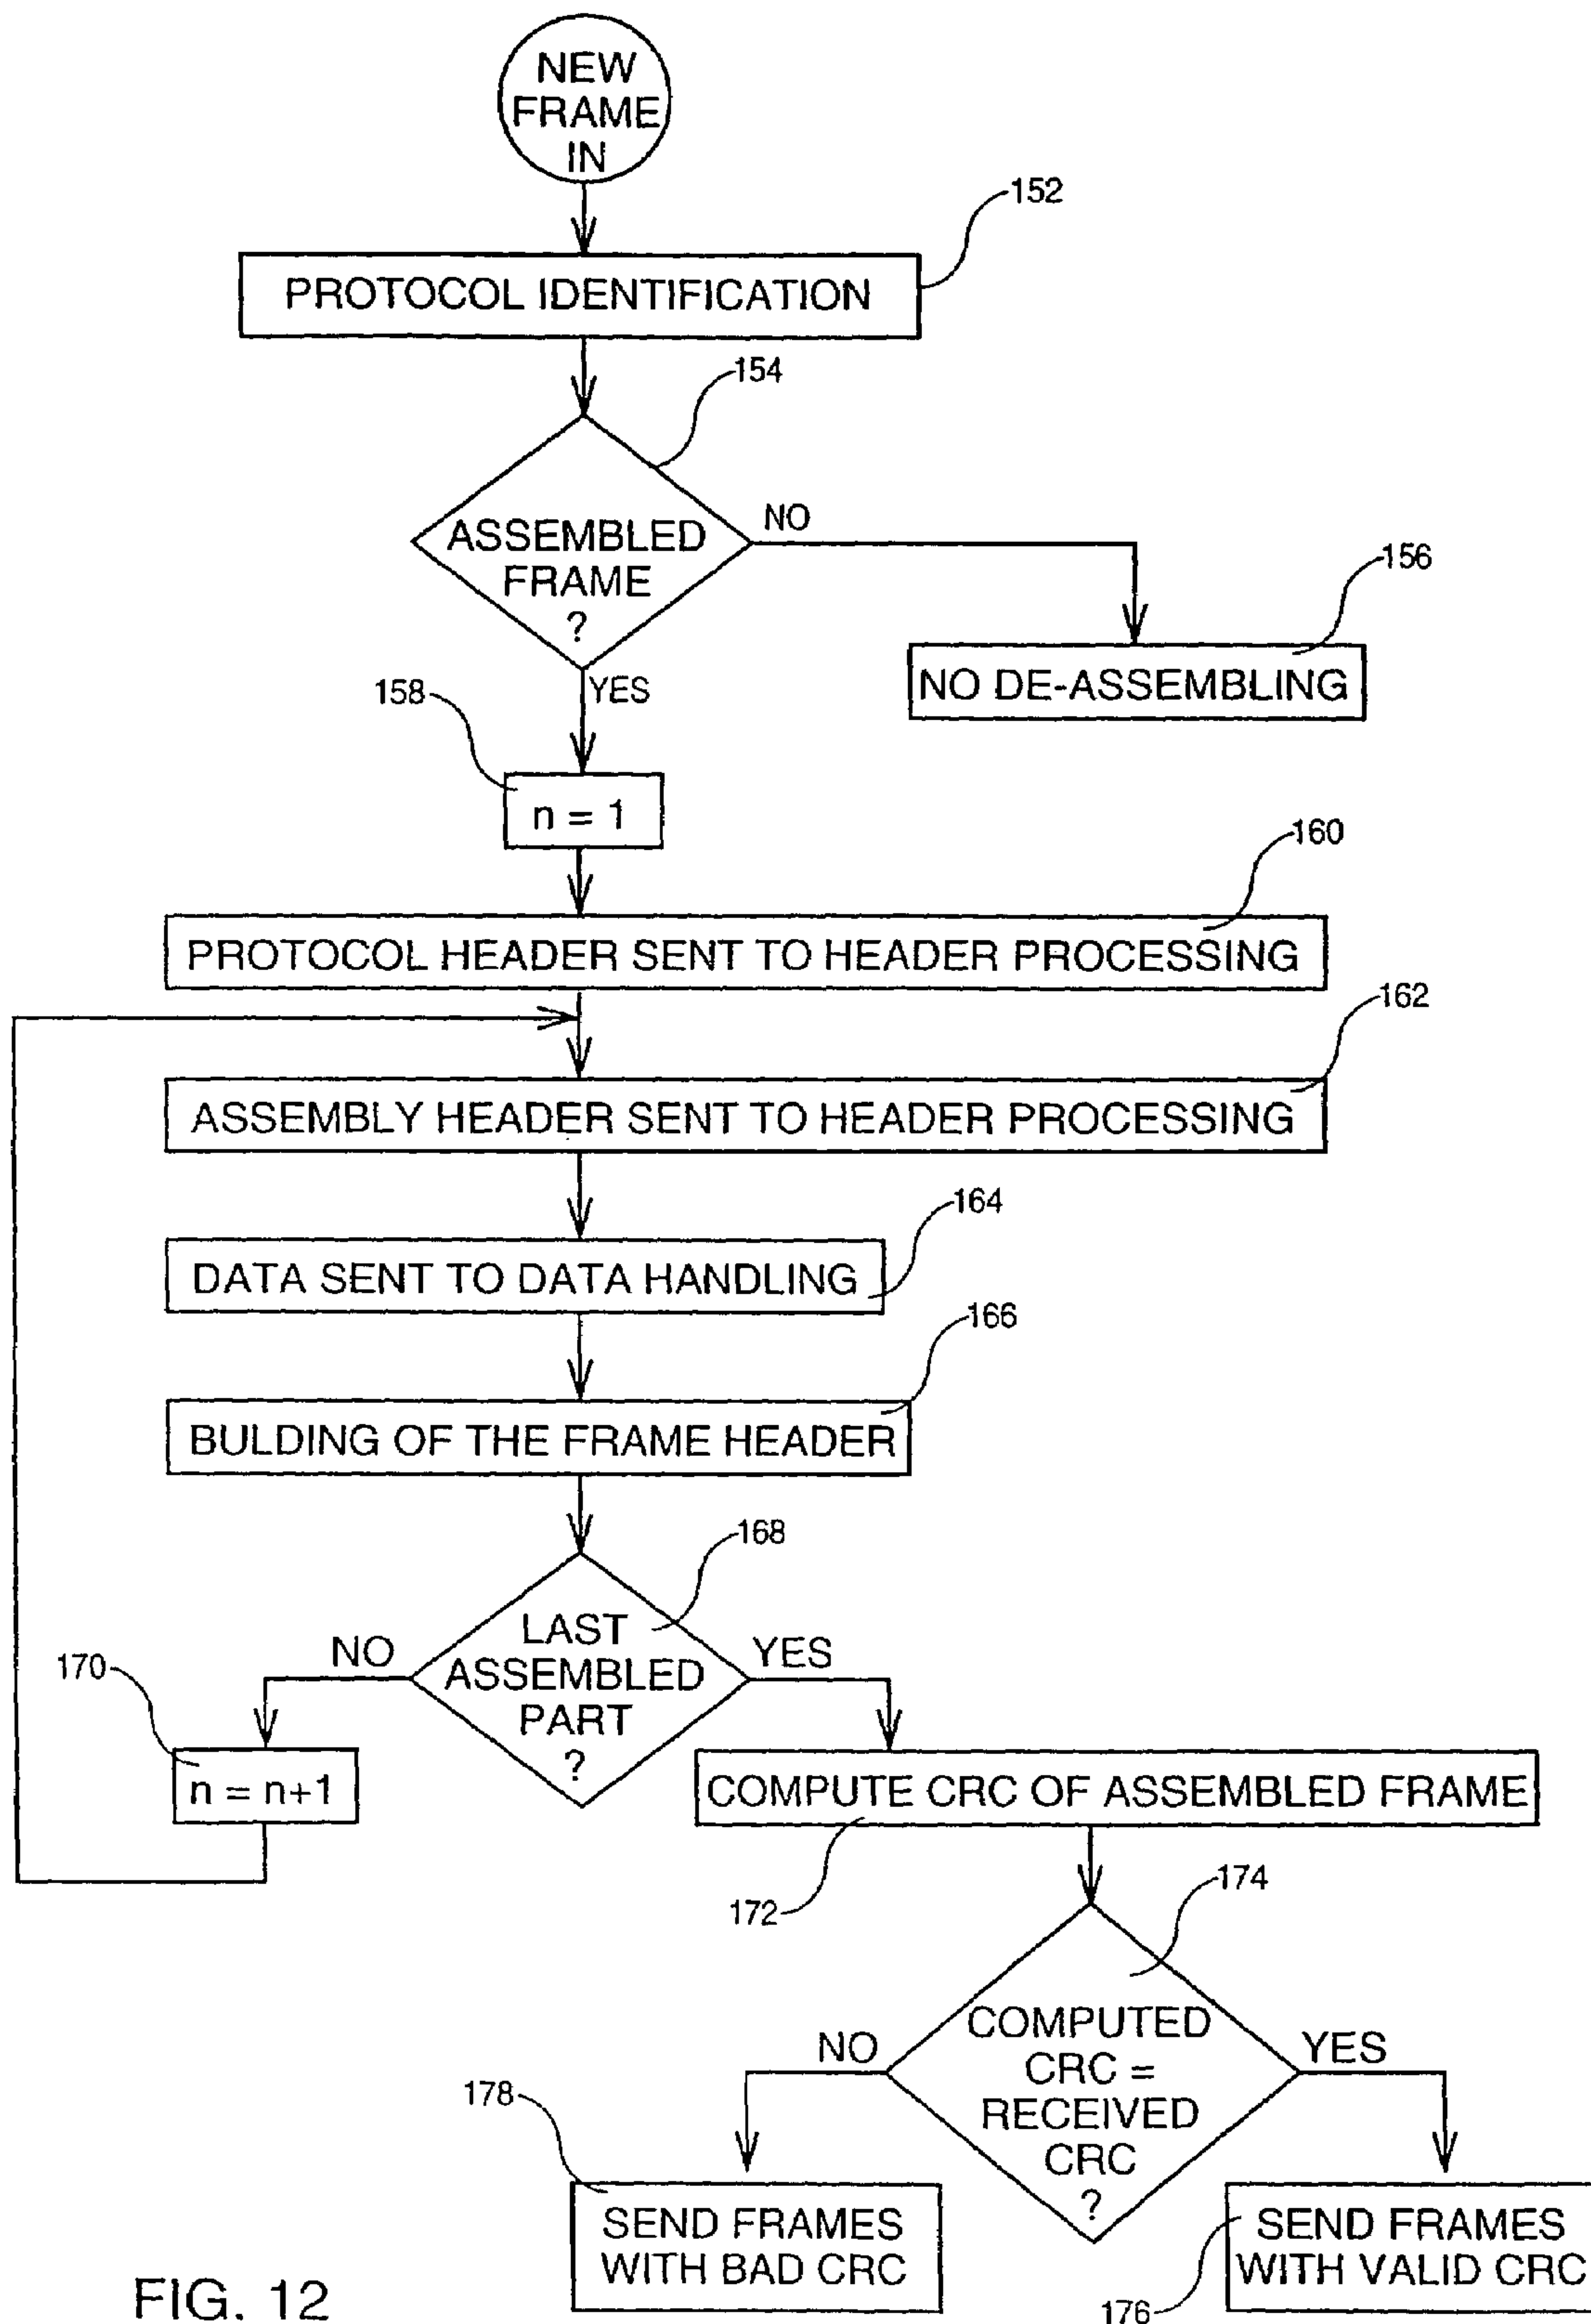 NEW
FRAME
IN
152
PROTOCOL IDENTIFICATION
154
ASSEMBLED
FRAME
?
NO
156
NO DE-ASSEMBLING
YES
158
n = 1
160
PROTOCOL HEADER SENT TO HEADER PROCESSING
162
ASSEMBLY HEADER SENT TO HEADER PROCESSING
164
DATA SENT TO DATA HANDLING
166
BULDING OF THE FRAME HEADER
168
LAST
ASSEMBLED
PART
?
NO
YES
170
n = n+1
COMPUTE CRC OF ASSEMBLED FRAME
172
174
COMPUTED
CRC =
RECEIVED
CRC
?
NO
YES
178
SEND FRAMES
WITH BAD CRC
SEND FRAMES
WITH VALID CRC
176
FIG. 12